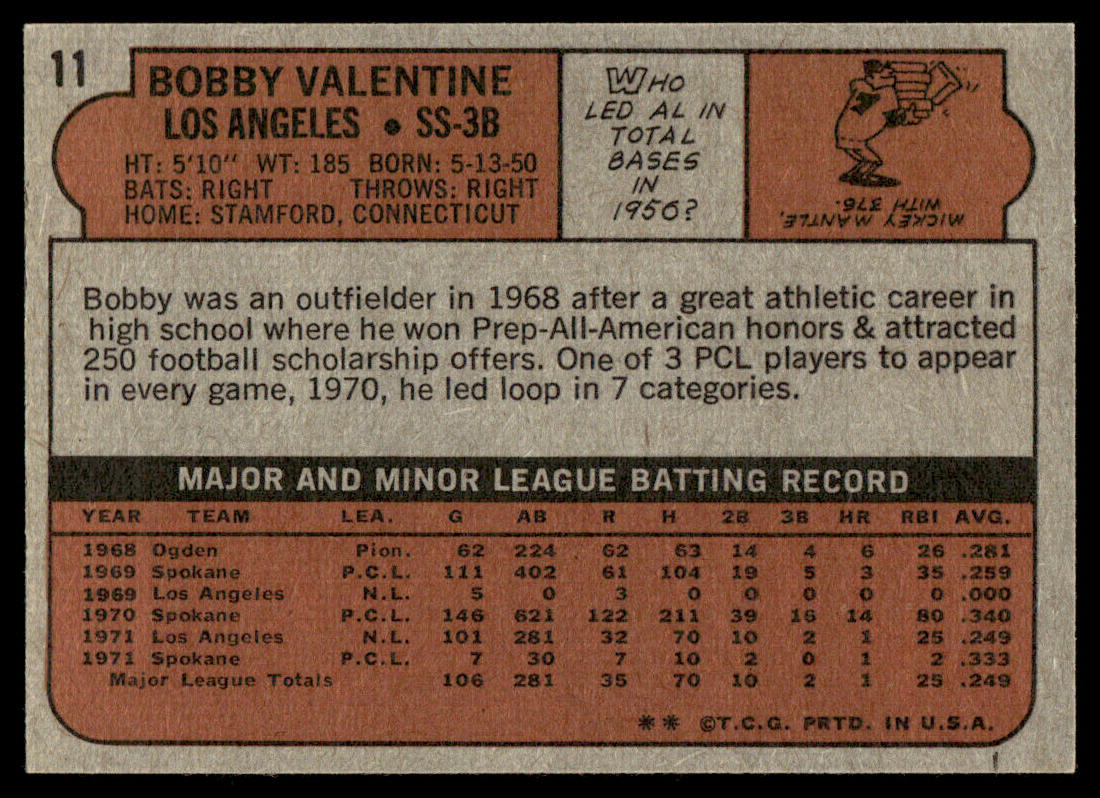 11
BOBBY VALENTINE
LOS ANGELES • SS-3B
HT: 5'10" WT: 185 BORN: 5-13-50
BATS: RIGHT THROWS: RIGHT
HOME: STAMFORD, CONNECTICUT
WHO
LED AL IN
TOTAL
BASES
IN
1956?
MICKEY MANTLE,
WITH 376.
Bobby was an outfielder in 1968 after a great athletic career in
high school where he won Prep-All-American honors & attracted
250 football scholarship offers. One of 3 PCL players to appear
in every game, 1970, he led loop in 7 categories.
MAJOR AND MINOR LEAGUE BATTING RECORD
YEAR TEAM LEA. G AB R H 2B 3B HR RBI AVG.
1968 Ogden Pion. 62 224 62 63 14 4 6 26 .281
1969 Spokane P.C.L. 111 402 61 104 19 5 3 35 .259
1969 Los Angeles N.L. 5 0 3 0 0 0 0 0 .000
1970 Spokane P.C.L. 146 621 122 211 39 16 14 80 .340
1971 Los Angeles N.L. 101 281 32 70 10 2 1 25 .249
1971 Spokane P.C.L. 7 30 7 10 2 0 1 2 .333
Major League Totals 106 281 35 70 10 2 1 25 .249
** ©T.C.G. PRTD. IN U.S.A.